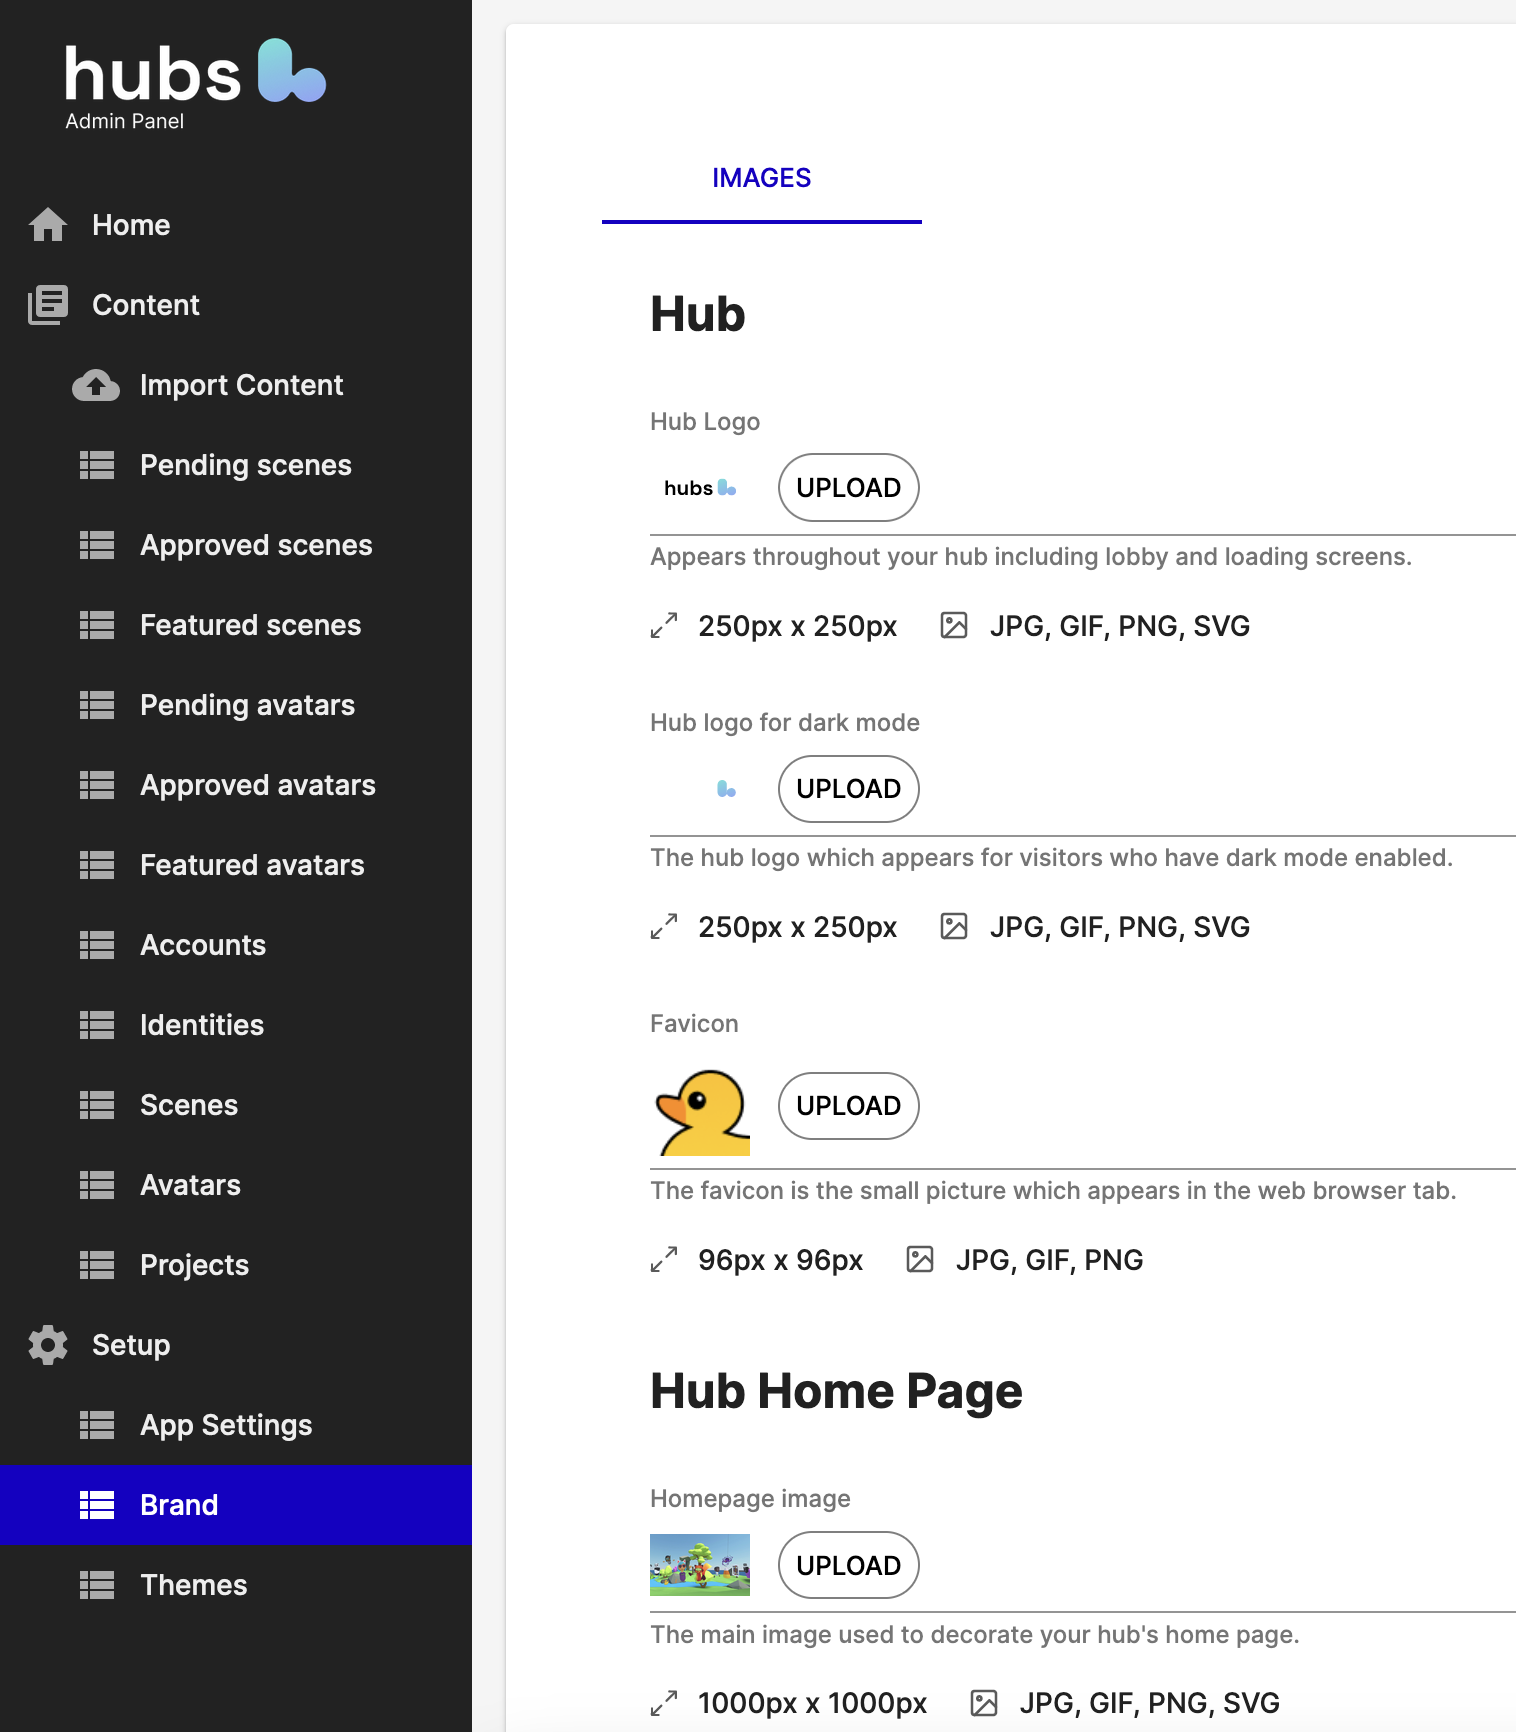 hubs
Admin Panel
Home
Content
Import Content
Pending scenes
Approved scenes
Featured scenes
Pending avatars
Approved avatars
Featured avatars
Accounts
Identities
Scenes
Avatars
Projects
Setup
App Settings
Brand
Themes
IMAGES
Hub
Hub Logo
hubs UPLOAD
Appears throughout your hub including lobby and loading screens.
250px x 250px JPG, GIF, PNG, SVG
Hub logo for dark mode
UPLOAD
The hub logo which appears for visitors who have dark mode enabled.
250px x 250px JPG, GIF, PNG, SVG
Favicon
UPLOAD
The favicon is the small picture which appears in the web browser tab.
96px x 96px JPG, GIF, PNG
Hub Home Page
Homepage image
UPLOAD
The main image used to decorate your hub's home page.
1000px x 1000px JPG, GIF, PNG, SVG